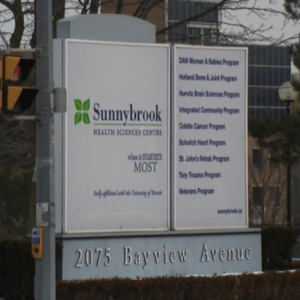 Sunnybrook
HEALTH SCIENCES CENTRE
when it matters
MOST
Fully affiliated with the University of Toronto
DAN Women & Babies Program
Holland Bone & Joint Program
Hurvitz Brain Sciences Program
Integrated Community Program
Odette Cancer Program
Schulich Heart Program
St. John's Rehab Program
Tory Trauma Program
Veterans Program
sunnybrook.ca
2075 Bayview Avenue